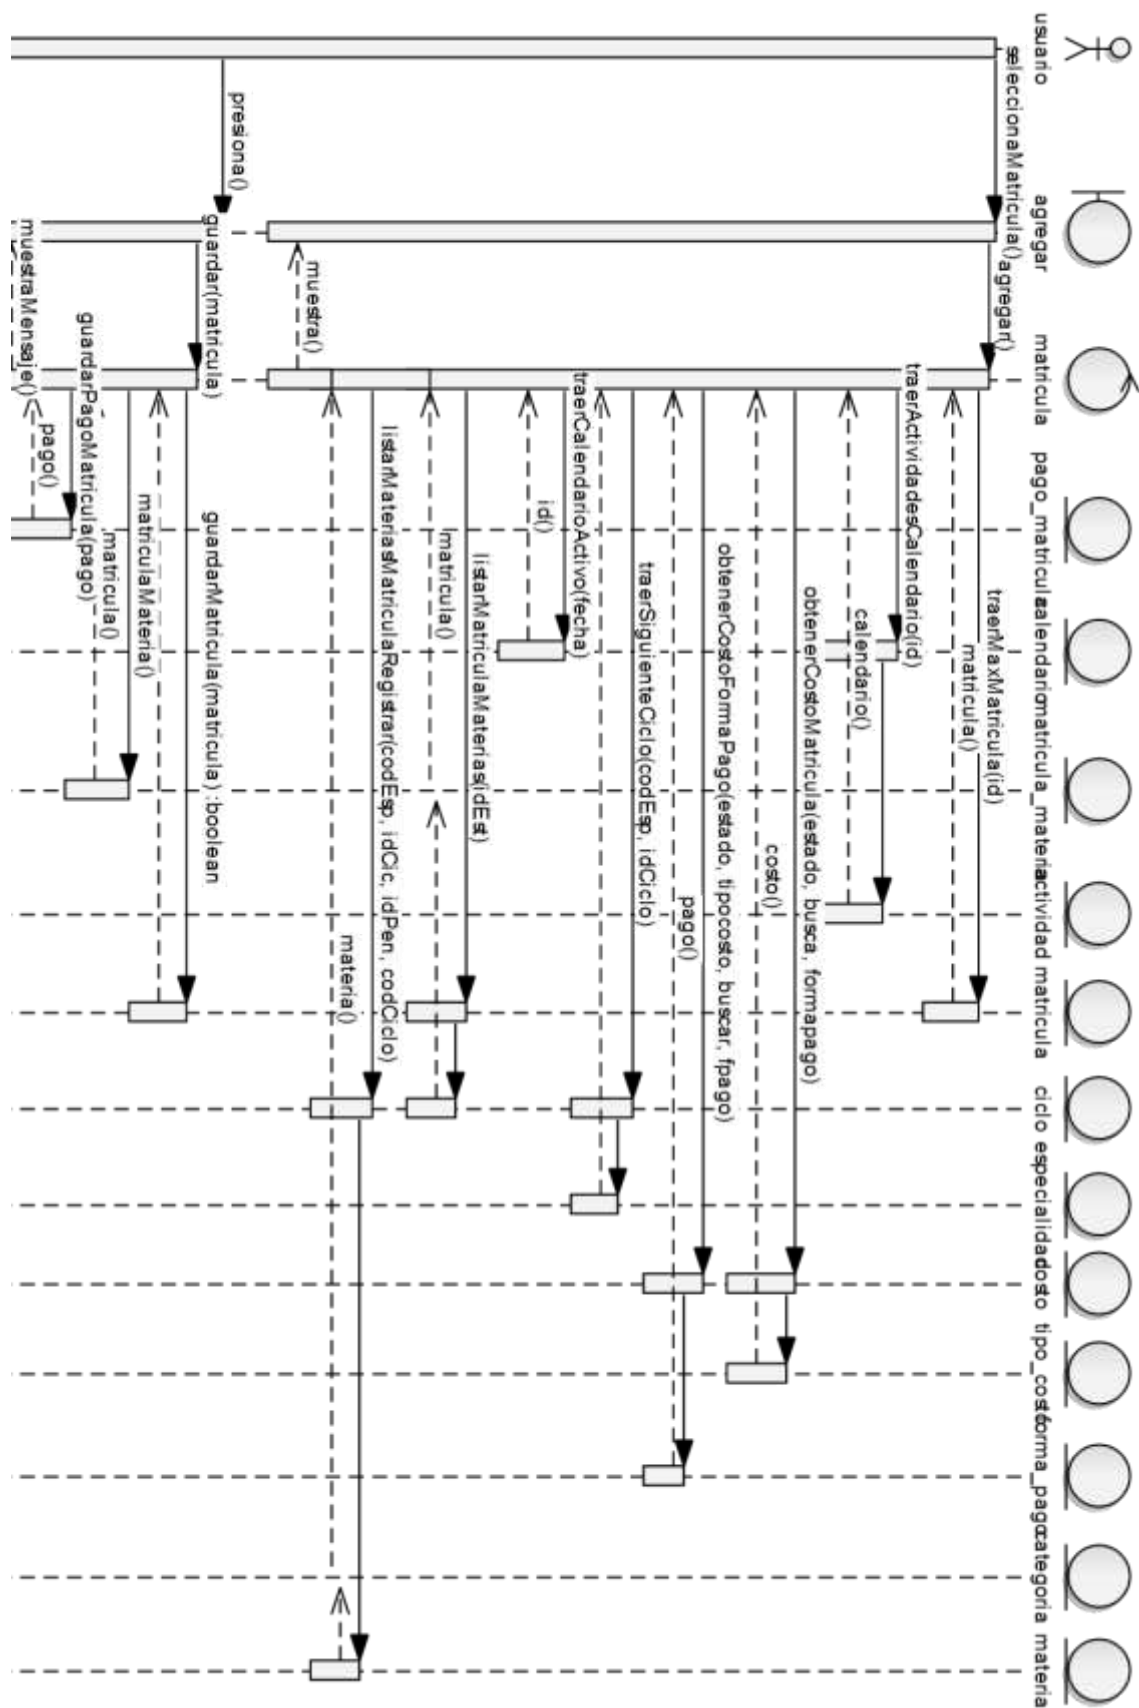 usuario
agregar
matricula
pago_matricula
calendario
matricula_materia
actividad
matricula
ciclo
especialidad
costo
tipo_costo
forma_pago
categoria
materia
seleccionaMatricula()
agregar()
traerMaxMatricula(id)
matricula()
traerActividadesCalendario(id)
calendario()
obtenerCostoMatricula(estado, busca, formapago)
costo()
obtenerCostoFormaPago(estado, tipocosto, buscar, fpago)
pago()
traerSiguienteCiclo(codEsp, idCiclo)
traerCalendarioActivo(fecha)
id()
listarMatriculaMaterias(idEst)
matricula()
listarMateriasMatriculaRegistrar(codEsp, idCic, idPen, codCiclo)
materia()
muestra()
presiona()
guardar(matricula)
guardarMatricula(matricula) :boolean
matriculaMateria()
matricula()
guardarPagoMatricula(pago)
pago()
muestraMensaje()